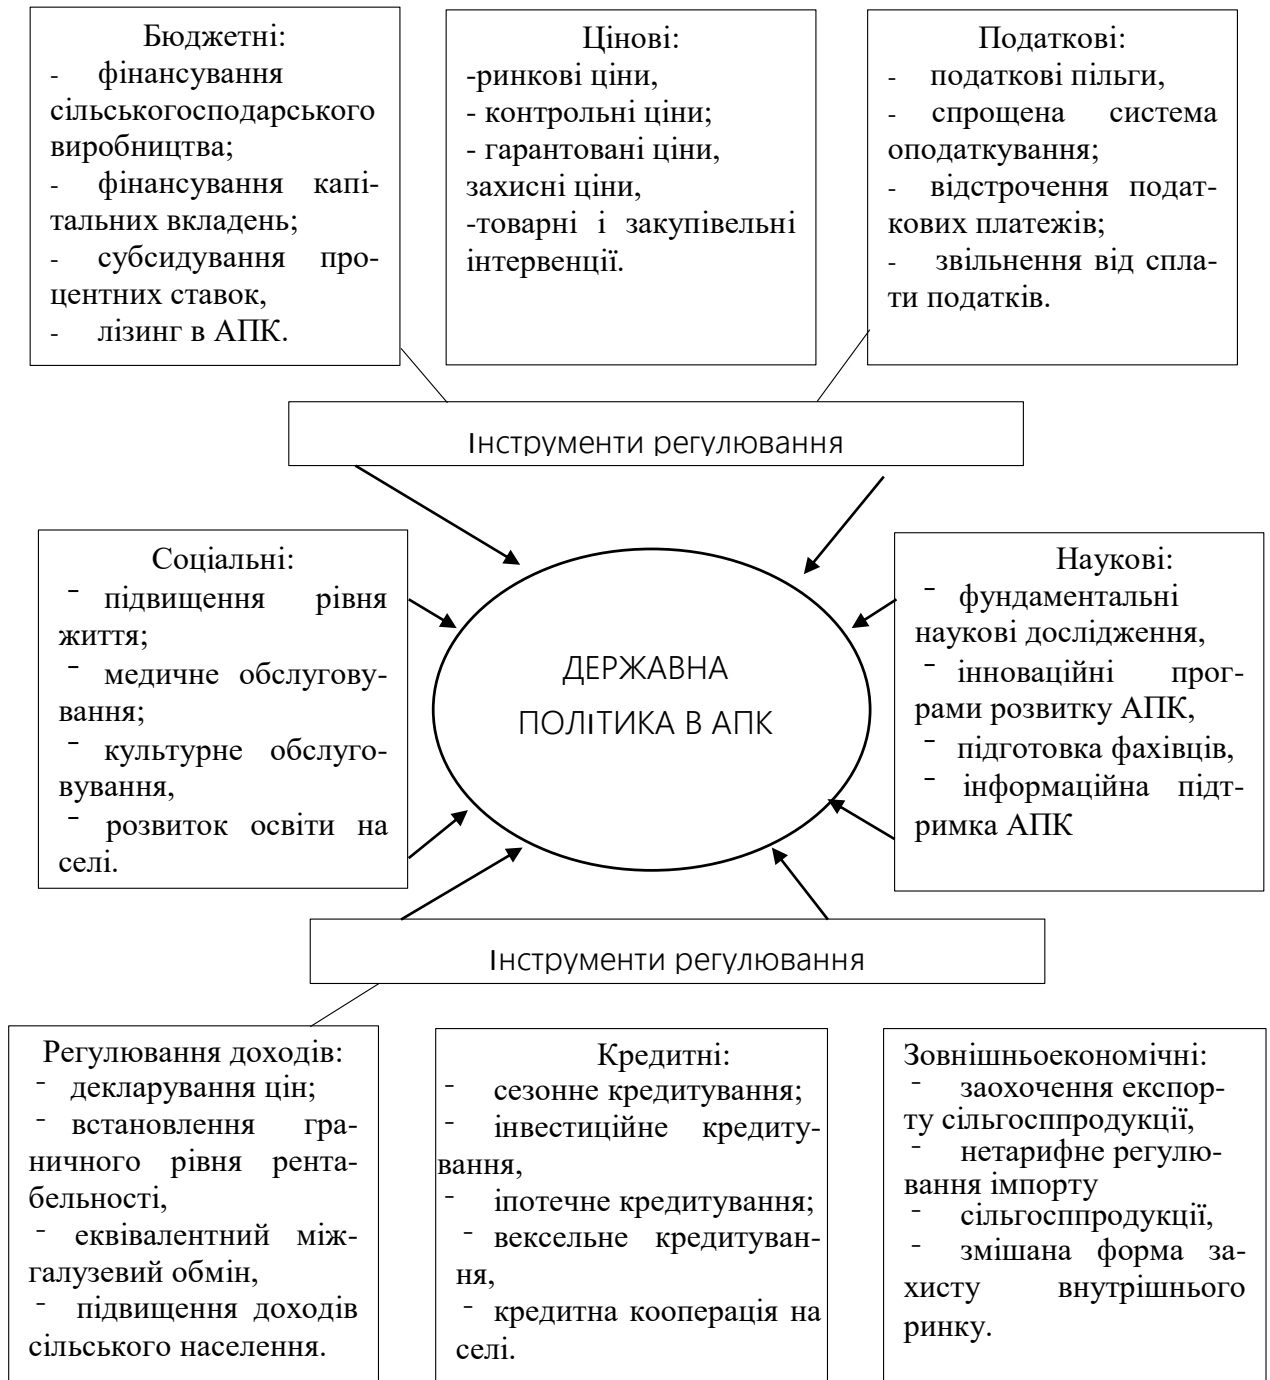 Бюджетні:
- фінансування
сільськогосподарського
виробництва;
- фінансування капі-
тальних вкладень;
- субсидування про-
центних ставок,
- лізинг в АПК.
Цінові:
-ринкові ціни,
- контрольні ціни;
- гарантовані ціни,
захисні ціни,
-товарні і закупівельні
інтервенції.
Податкові:
- податкові пільги,
- спрощена система
оподаткування;
- відстрочення подат-
кових платежів;
- звільнення від спла-
ти податків.
Інструменти регулювання
Соціальні:
- підвищення рівня
життя;
- медичне обслугову-
вання;
- культурне обслуго-
вування,
- розвиток освіти на
селі.
ДЕРЖАВНА
ПОЛІТИКА В АПК
Наукові:
- фундаментальні
наукові дослідження,
- інноваційні прог-
рами розвитку АПК,
- підготовка фахівців,
- інформаційна підт-
римка АПК
Інструменти регулювання
Регулювання доходів:
- декларування цін;
- встановлення гра-
ничного рівня рента-
бельності,
- еквівалентний між-
галузевий обмін,
- підвищення доходів
сільського населення.
Кредитні:
- сезонне кредитування;
- інвестиційне кредиту-
вання,
- іпотечне кредитування;
- вексельне кредитуван-
ня,
- кредитна кооперація на
селі.
Зовнішньоекономічні:
- заохочення експор-
ту сільгосппродукції,
- нетарифне регулю-
вання імпорту
- сільгосппродукції,
- змішана форма за-
хисту внутрішнього
ринку.